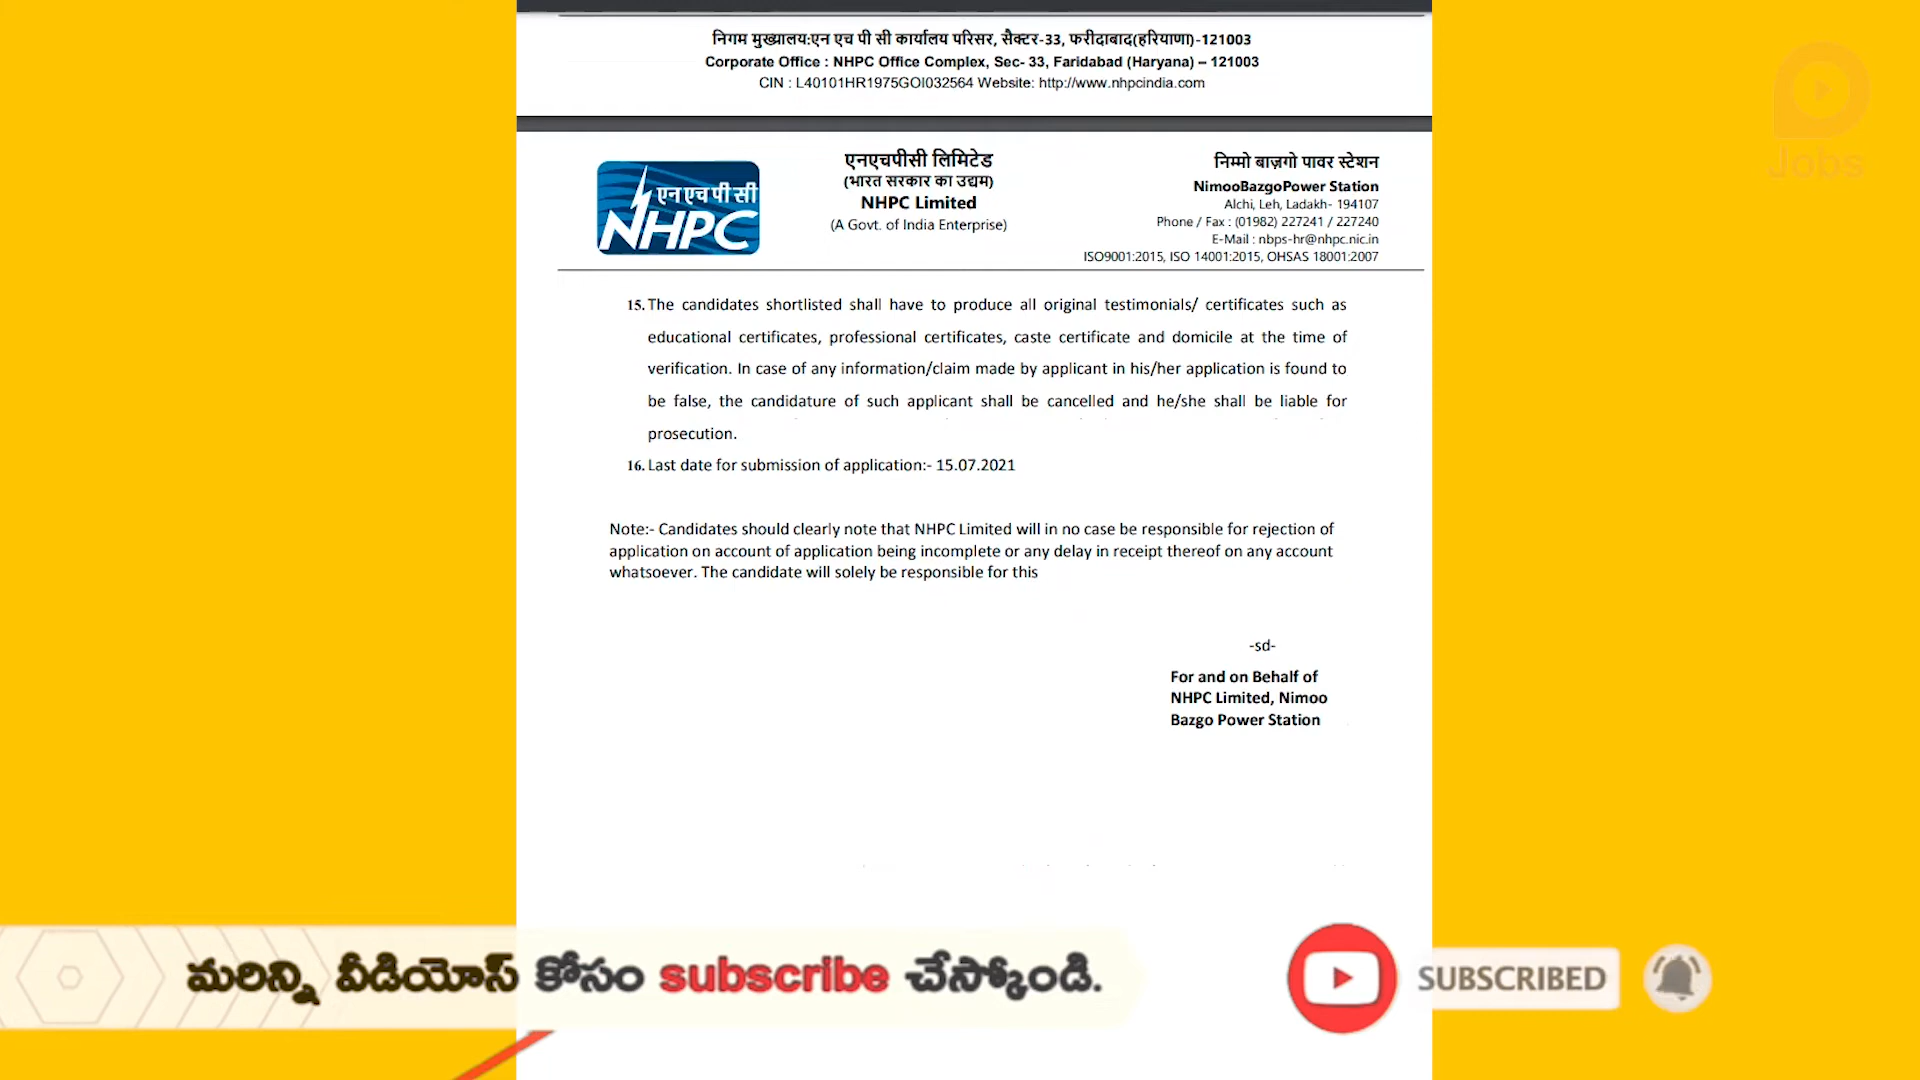 निगम मुख्यालय:एन एच पी सी कार्यालय परिसर, सैक्टर-33, फरीदाबाद(हरियाणा)-121003
Corporate Office : NHPC Office Complex, Sec- 33, Faridabad (Haryana) – 121003
CIN : L40101HR1975GOI032564 Website: http://www.nhpcindia.com
Jobs
एन एच पी सी
NHPC
एनएचपीसी लिमिटेड
(भारत सरकार का उद्यम)
NHPC Limited
(A Govt. of India Enterprise)
निम्मो बाज़गो पावर स्टेशन
NimooBazgoPower Station
Alchi, Leh, Ladakh- 194107
Phone / Fax : (01982) 227241 / 227240
E-Mail : nbps-hr@nhpc.nic.in
ISO9001:2015, ISO 14001:2015, OHSAS 18001:2007
15. The candidates shortlisted shall have to produce all original testimonials/ certificates such as
educational certificates, professional certificates, caste certificate and domicile at the time of
verification. In case of any information/claim made by applicant in his/her application is found to
be false, the candidature of such applicant shall be cancelled and he/she shall be liable for
prosecution.
16. Last date for submission of application:- 15.07.2021
Note:- Candidates should clearly note that NHPC Limited will in no case be responsible for rejection of
application on account of application being incomplete or any delay in receipt thereof on any account
whatsoever. The candidate will solely be responsible for this
-sd-
For and on Behalf of
NHPC Limited, Nimoo
Bazgo Power Station
మరిన్ని వీడియోస్ కోసం subscribe చేస్కోండి.
SUBSCRIBED